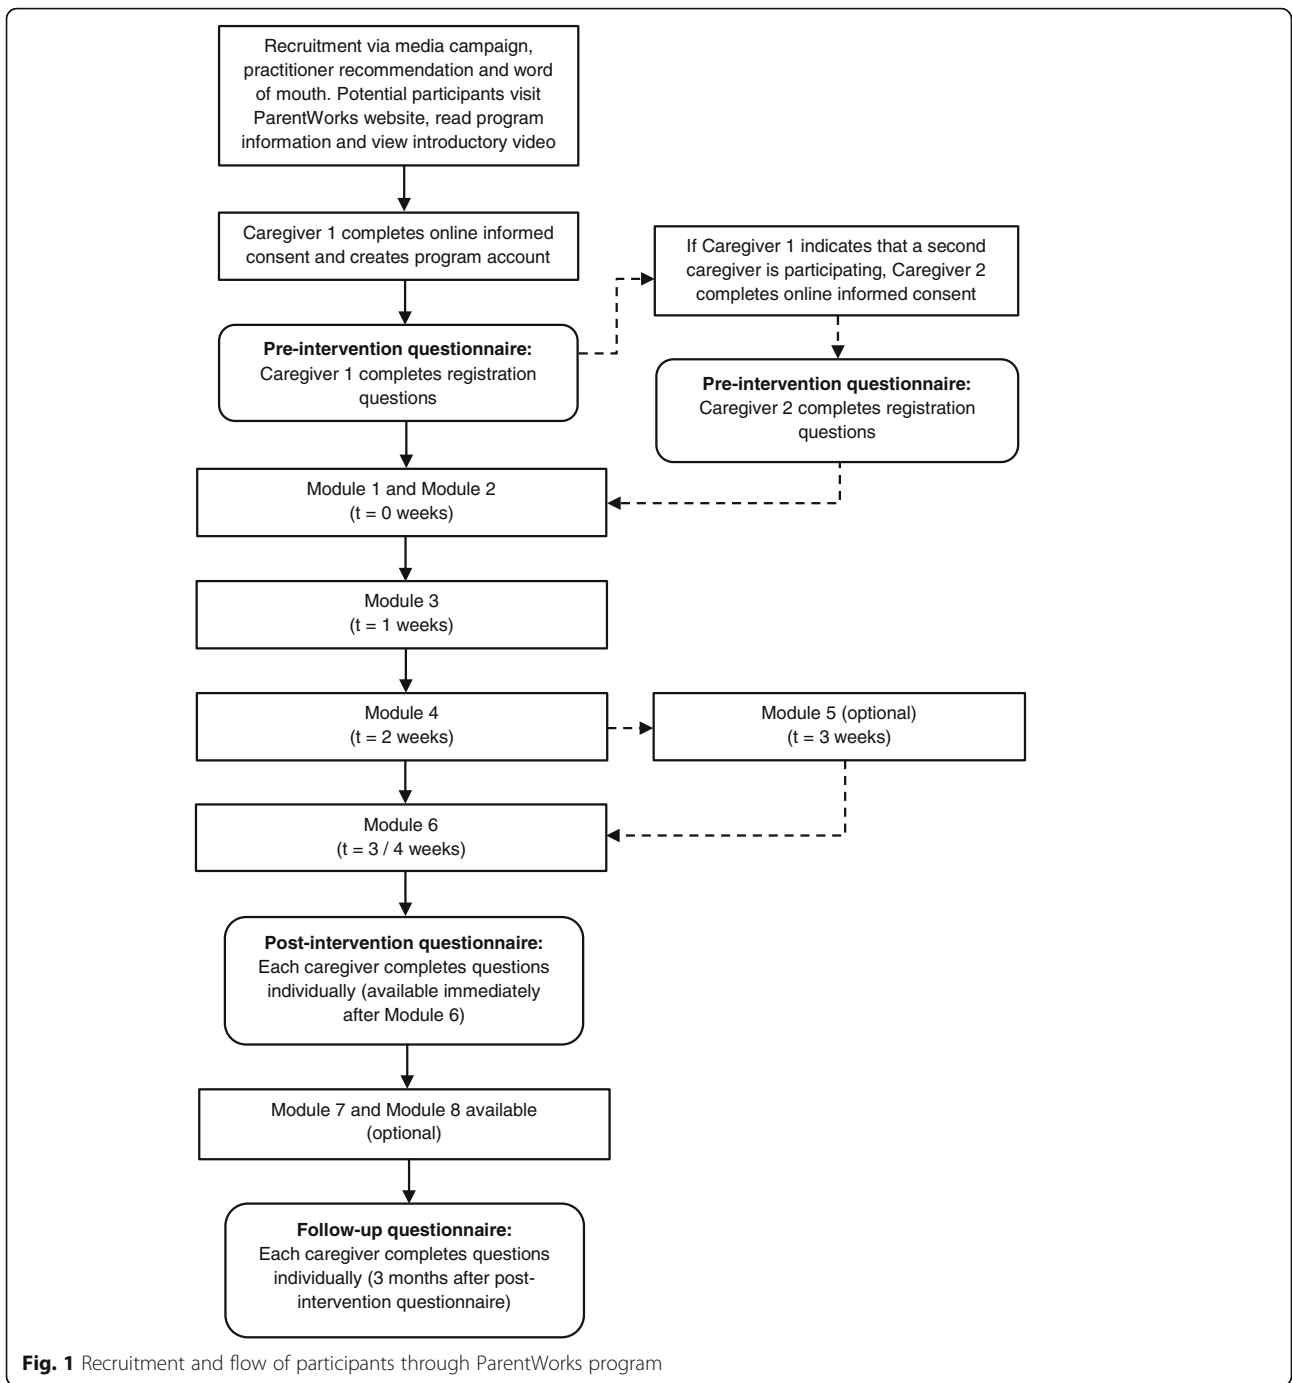 Recruitment via media campaign,
practitioner recommendation and word
of mouth. Potential participants visit
ParentWorks website, read program
information and view introductory video
Caregiver 1 completes online informed
consent and creates program account
If Caregiver 1 indicates that a second
caregiver is participating, Caregiver 2
completes online informed consent
Pre-intervention questionnaire:
Caregiver 1 completes registration
questions
Pre-intervention questionnaire:
Caregiver 2 completes registration
questions
Module 1 and Module 2
(t = 0 weeks)
Module 3
(t = 1 weeks)
Module 4
(t = 2 weeks)
Module 5 (optional)
(t = 3 weeks)
Module 6
(t = 3 / 4 weeks)
Post-intervention questionnaire:
Each caregiver completes questions
individually (available immediately
after Module 6)
Module 7 and Module 8 available
(optional)
Follow-up questionnaire:
Each caregiver completes questions
individually (3 months after post-
intervention questionnaire)
Fig. 1 Recruitment and flow of participants through ParentWorks program